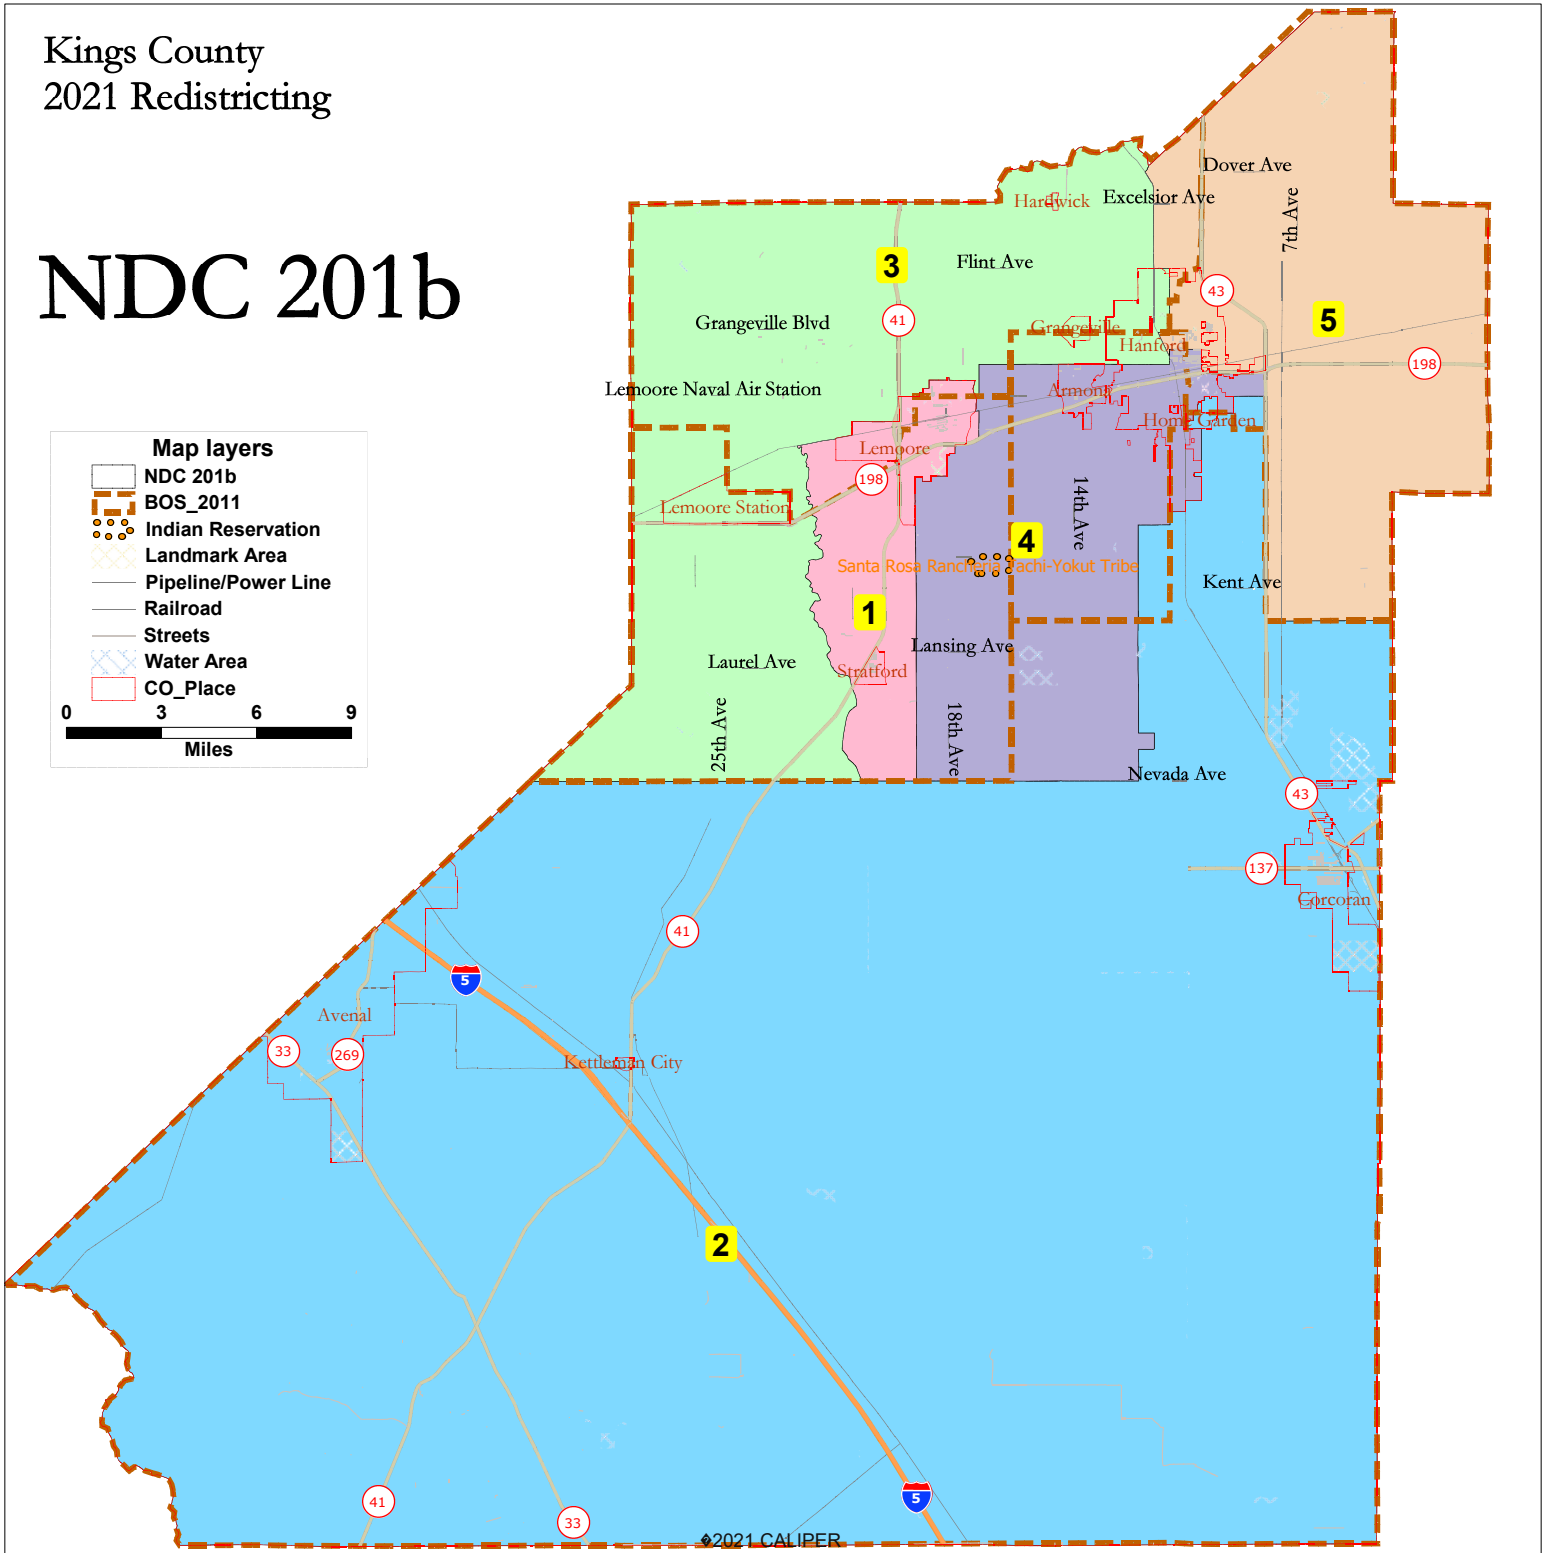 Kings County
2021 Redistricting
NDC 201b
Dover Ave
7th Ave
Excelsior Ave
Hardwick
Flint Ave
3
43
5
41
Grangeville Blvd
Grangeville
Hanford
198
Lemoore Naval Air Station
Armona
Home Garden
Lemoore
198
Lemoore Station
14th Ave
4
Santa Rosa Rancheria Tachi-Yokut Tribe
Kent Ave
1
Lansing Ave
Laurel Ave
Stratford
25th Ave
18th Ave
Nevada Ave
Map layers
NDC 201b
BOS_2011
Indian Reservation
Landmark Area
Pipeline/Power Line
Railroad
Streets
Water Area
CO_Place
0 3 6 9
Miles
43
137
Corcoran
41
5
Avenal
33
269
Kettleman City
2
41
33
5
�2021 CALIPER